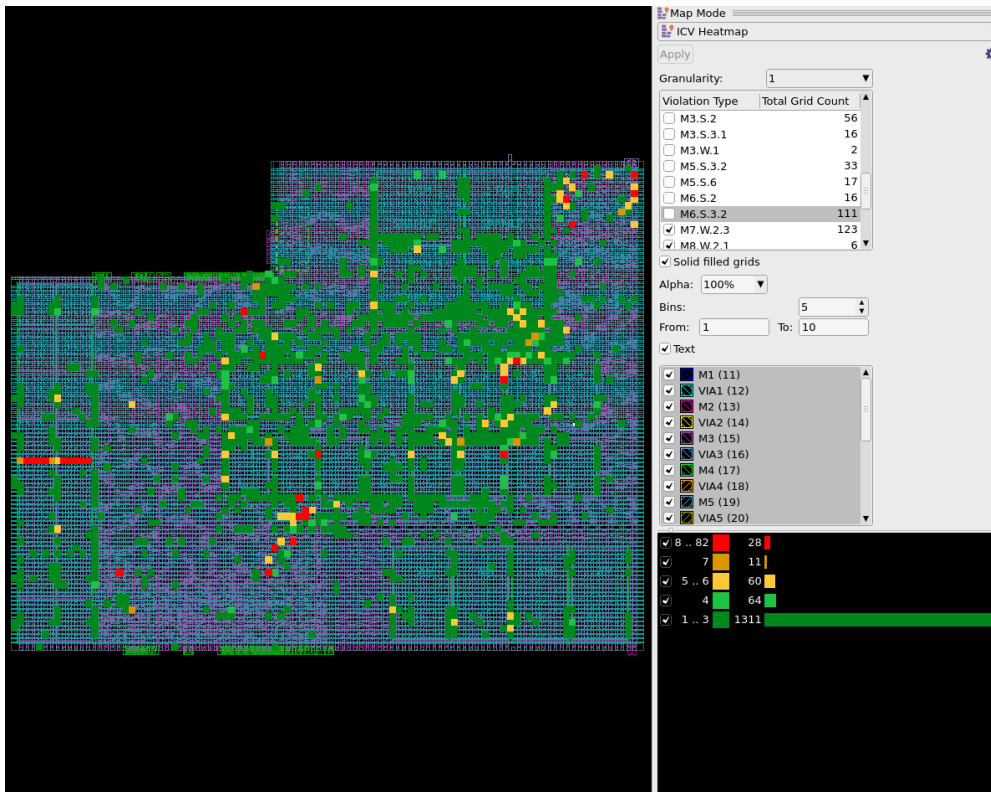 Map Mode
ICV Heatmap
Apply
Granularity: 1
Violation Type Total Grid Count
M3.S.2 56
M3.S.3.1 16
M3.W.1 2
M5.S.3.2 33
M5.S.6 17
M6.S.2 16
M6.S.3.2 111
M7.W.2.3 123
M8.W.2.1 6
Solid filled grids
Alpha: 100%
Bins: 5
From: 1 To: 10
Text
M1 (11)
VIA1 (12)
M2 (13)
VIA2 (14)
M3 (15)
VIA3 (16)
M4 (17)
VIA4 (18)
M5 (19)
VIA5 (20)
8 .. 82 28
7 11
5 .. 6 60
4 64
1 .. 3 1311